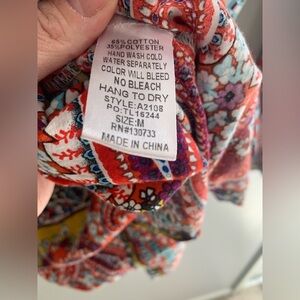 65%COTTON
35%POLYESTER
HAND WASH COLD
WATER SEPARATELY
COLOR WILL BLEED
NO BLEACH
HANG TO DRY
STYLE:A2108
PO:TL15244
SIZE:M
RN#130733
MADE IN CHINA